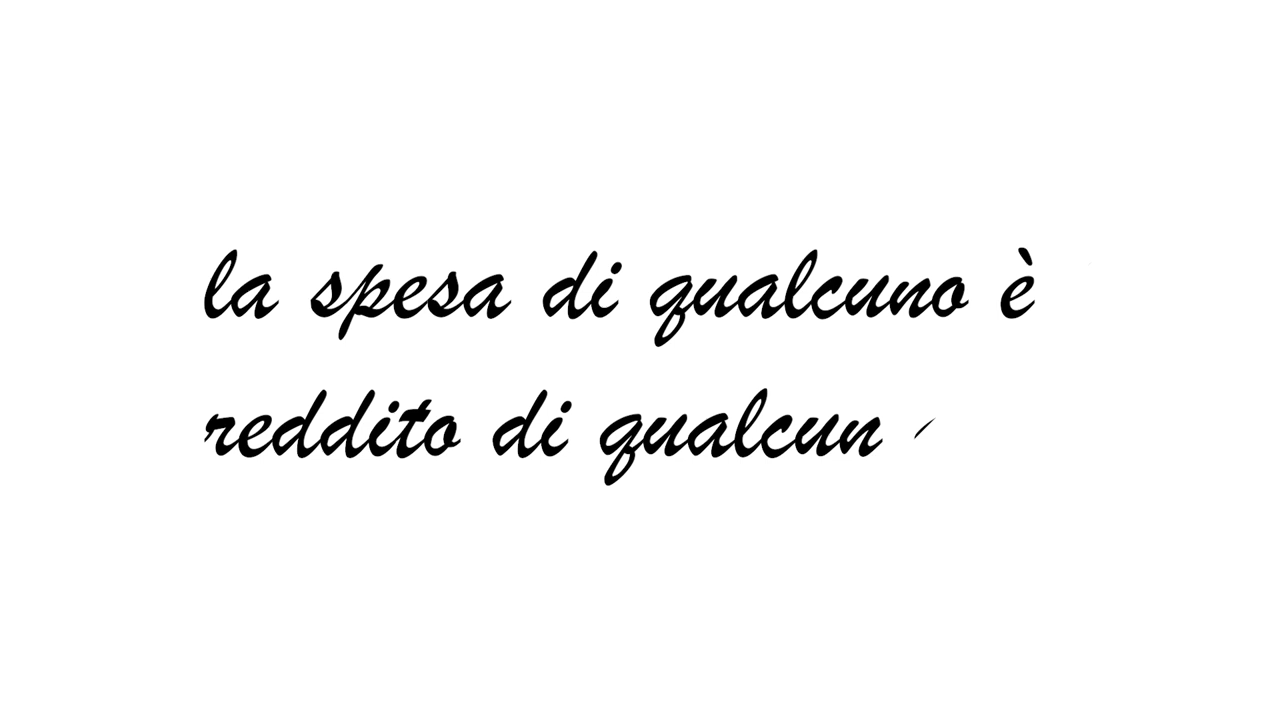 la spesa di qualcuno è
reddito di qualcun